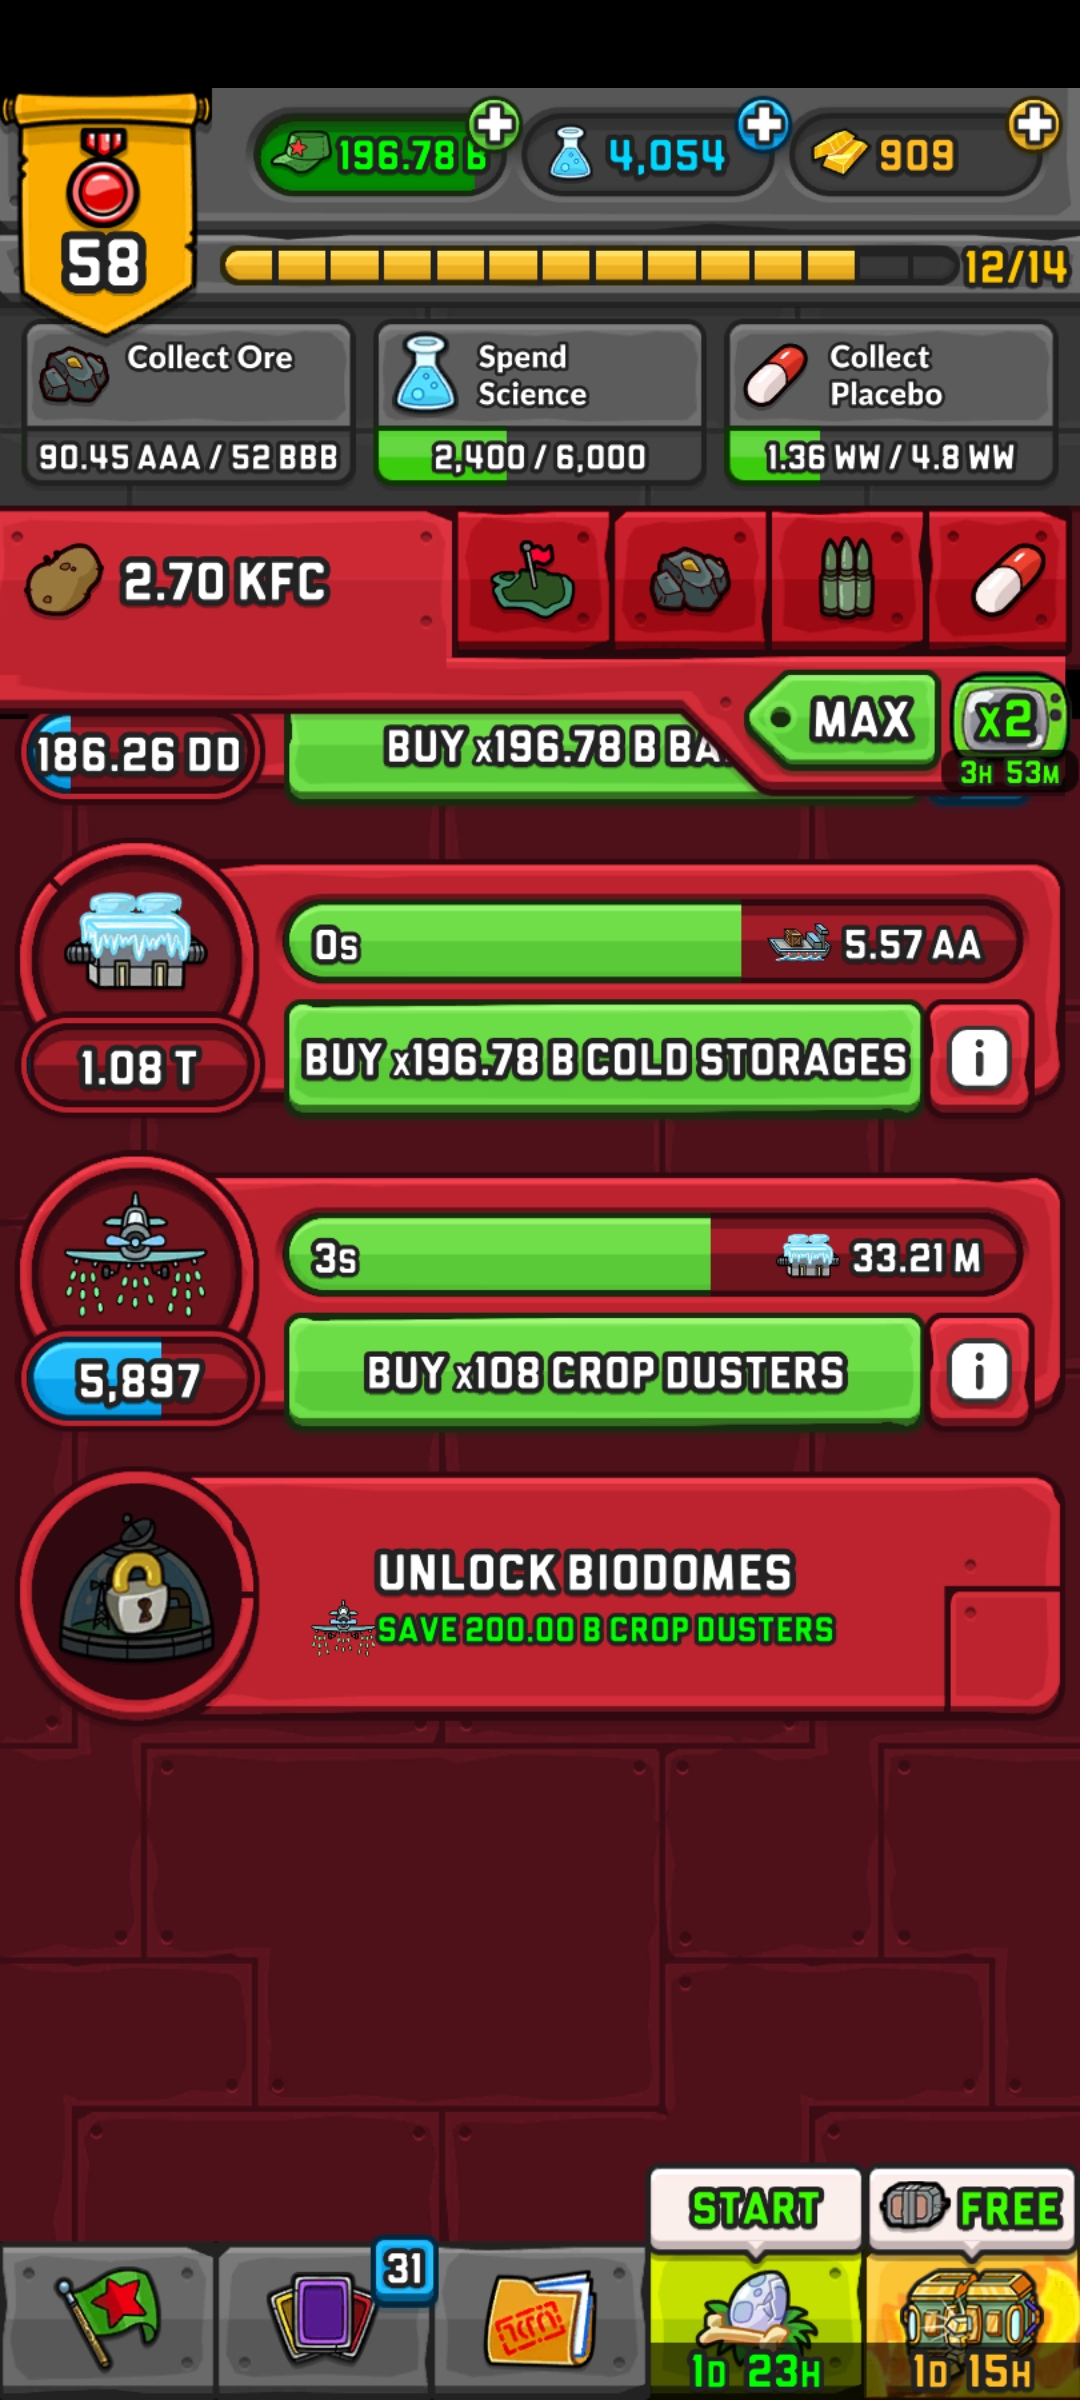 58
196.78 B
4,054
909
12/14
Collect Ore
90.45 AAA / 52 BBB
Spend
Science
2,400 / 6,000
Collect
Placebo
1.36 WW / 4.8 WW
2.70 KFC
MAX
x2
3H 53M
186.26 DD
BUY x196.78 B BA
0s
5.57 AA
1.08 T
BUY x196.78 B COLD STORAGES
i
3s
33.21 M
5,897
BUY x108 CROP DUSTERS
i
UNLOCK BIODOMES
SAVE 200.00 B CROP DUSTERS
START
FREE
31
1D 23H
1D 15H